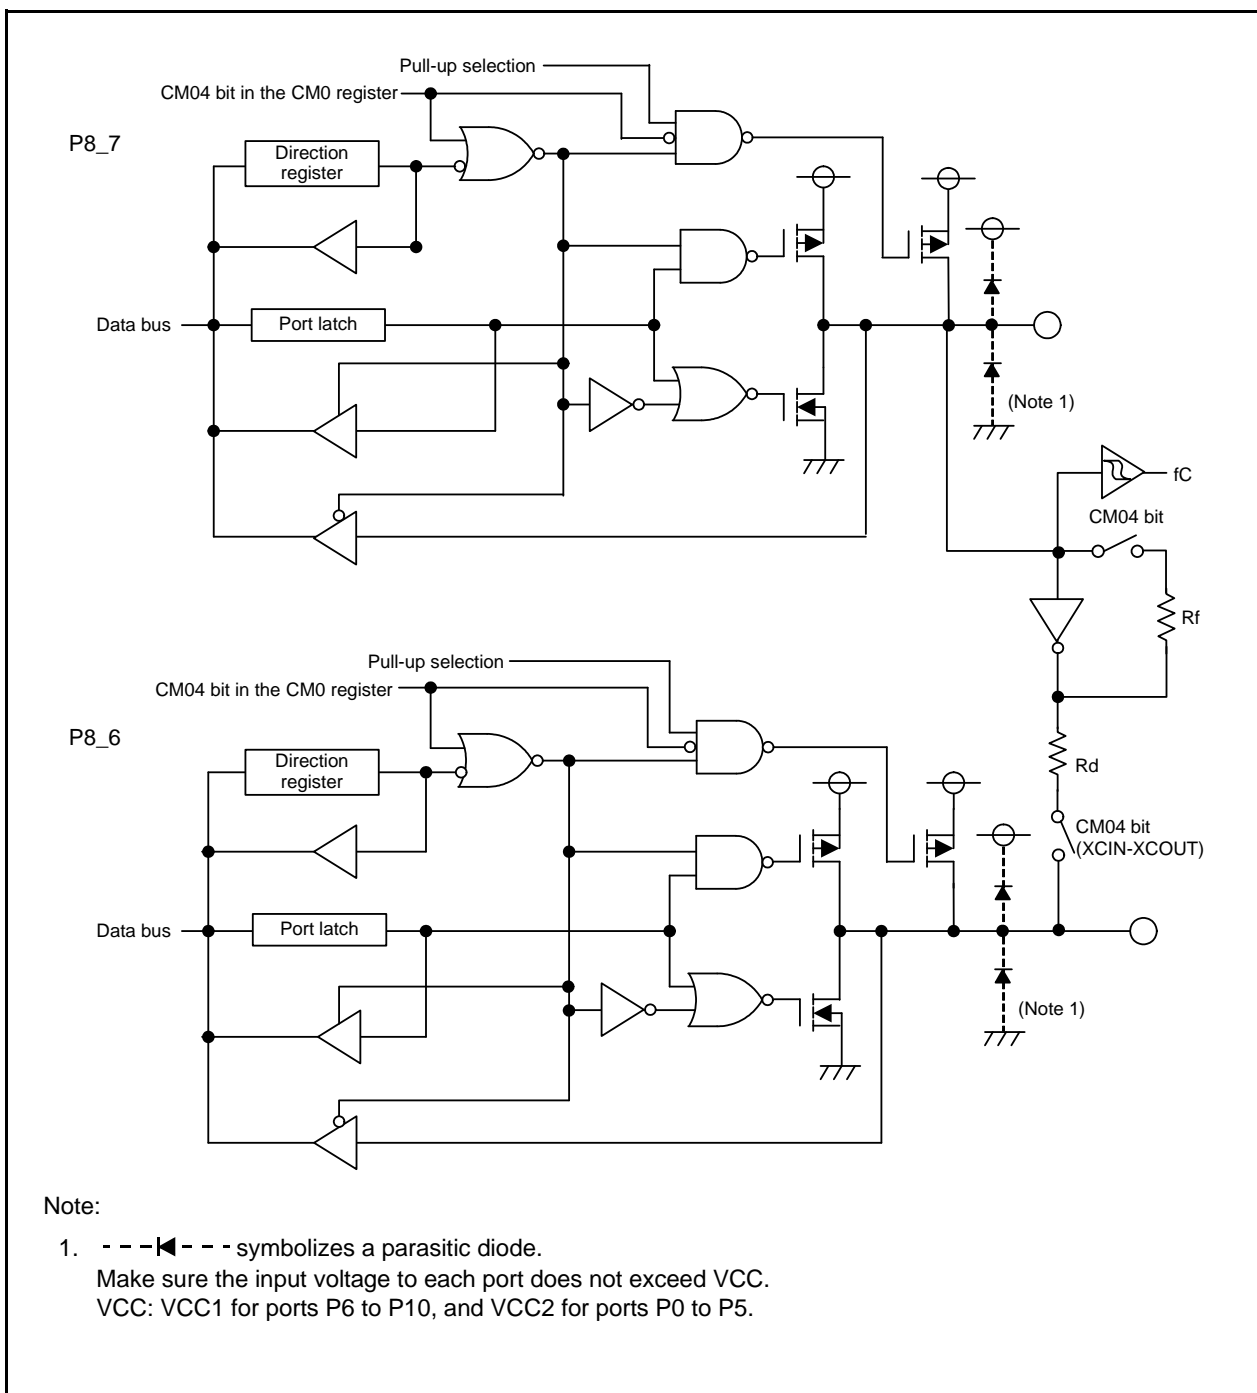 Pull-up selection
CM04 bit in the CM0 register
P8_7
Direction
register
Data bus
Port latch
(Note 1)
fC
CM04 bit
Rf
Pull-up selection
CM04 bit in the CM0 register
P8_6
Direction
register
Rd
CM04 bit
(XCIN-XCOUT)
Data bus
Port latch
(Note 1)
Note:
1. symbolizes a parasitic diode.
Make sure the input voltage to each port does not exceed VCC.
VCC: VCC1 for ports P6 to P10, and VCC2 for ports P0 to P5.